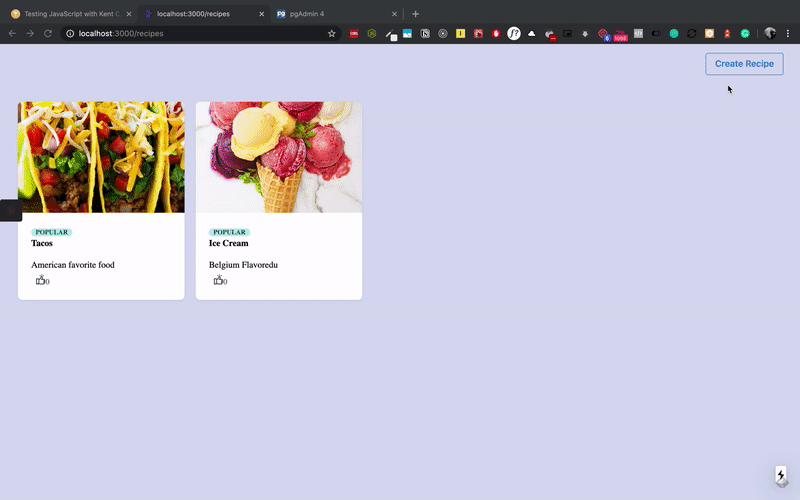 Testing JavaScript with Kent C
localhost:3000/recipes
pgAdmin 4
localhost:3000/recipes
Create Recipe
POPULAR
Tacos
American favorite food
0
POPULAR
Ice Cream
Belgium Flavoredu
0